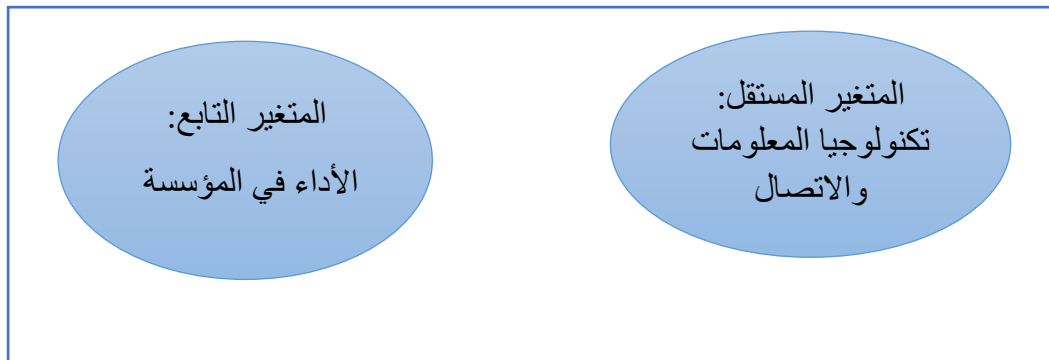 المتغير المستقل:
تكنولوجيا المعلومات
والاتصال
المتغير التابع:
الأداء في المؤسسة